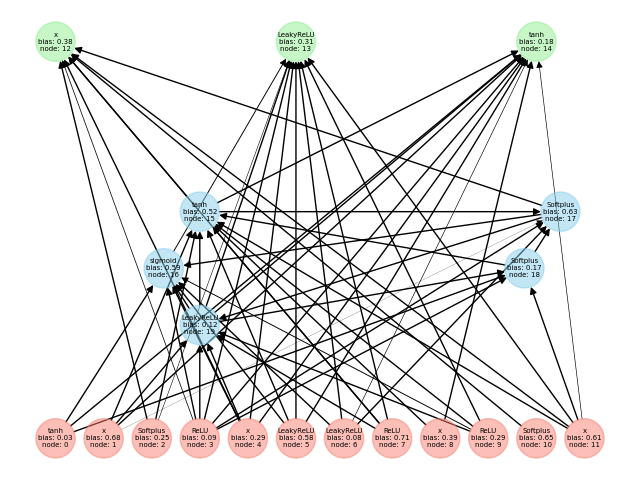 x
bias: 0.38
node: 12
LeakyReLU
bias: 0.31
node: 13
tanh
bias: 0.18
node: 14
tanh
bias: 0.52
node: 15
Softplus
bias: 0.63
node: 17
sigmoid
bias: 0.59
node: 16
Softplus
bias: 0.17
node: 18
LeakyReLU
bias: 0.12
node: 19
tanh
bias: 0.03
node: 0
x
bias: 0.68
node: 1
Softplus
bias: 0.25
node: 2
ReLU
bias: 0.09
node: 3
x
bias: 0.29
node: 4
LeakyReLU
bias: 0.58
node: 5
LeakyReLU
bias: 0.08
node: 6
ReLU
bias: 0.71
node: 7
x
bias: 0.39
node: 8
ReLU
bias: 0.29
node: 9
Softplus
bias: 0.65
node: 10
x
bias: 0.61
node: 11